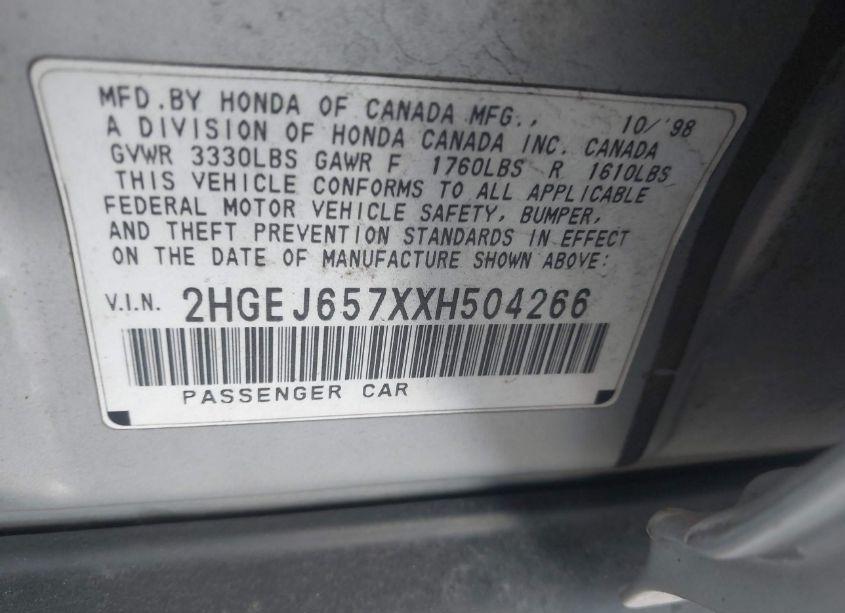 MFD.BY HONDA OF CANADA MFG., 10/'98
A DIVISION OF HONDA CANADA INC. CANADA
GVWR 3330LBS GAWR F 1760LBS R 1610LBS
THIS VEHICLE CONFORMS TO ALL APPLICABLE
FEDERAL MOTOR VEHICLE SAFETY, BUMPER,
AND THEFT PREVENTION STANDARDS IN EFFECT
ON THE DATE OF MANUFACTURE SHOWN ABOVE:
V.I.N. 2HGEJ657XXH504266
PASSENGER CAR